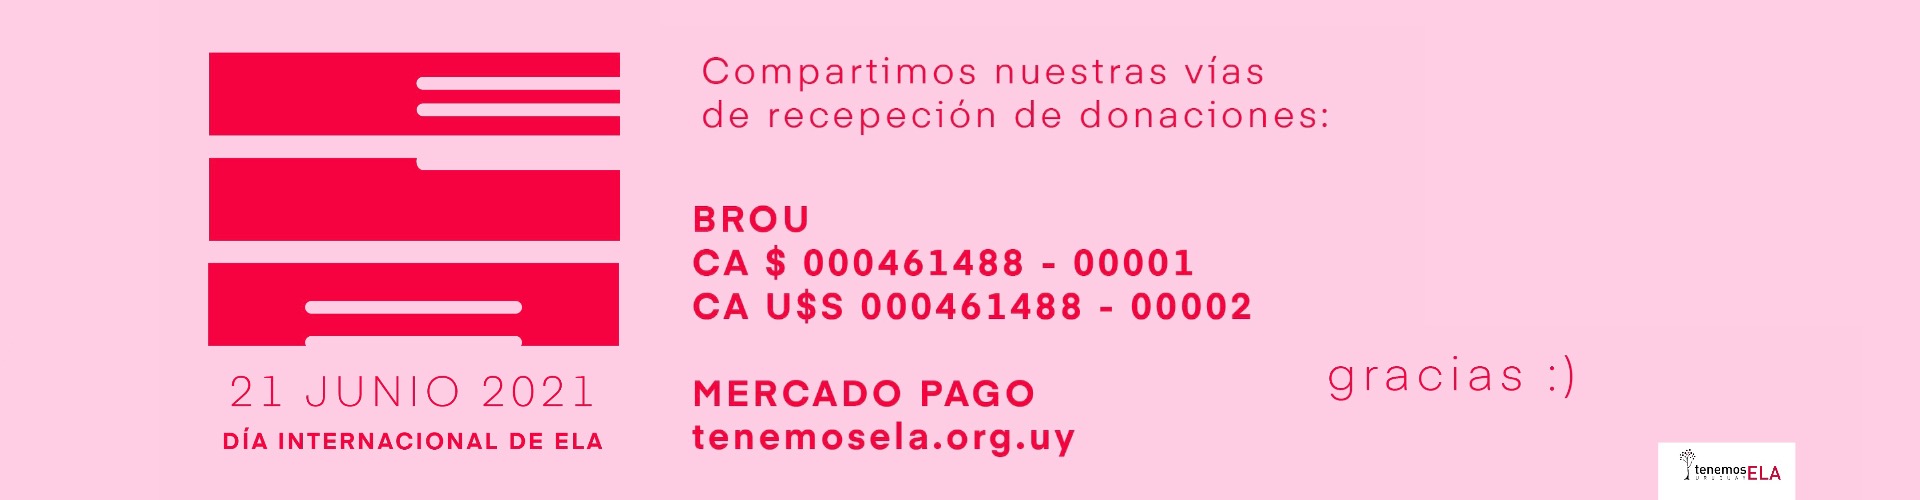 21 JUNIO 2021
DÍA INTERNACIONAL DE ELA
Compartimos nuestras vías
de recepeción de donaciones:
BROU
CA $ 000461488 - 00001
CA U$S 000461488 - 00002
MERCADO PAGO
tenemosela.org.uy
gracias :)
tenemosELA
URUGUAY